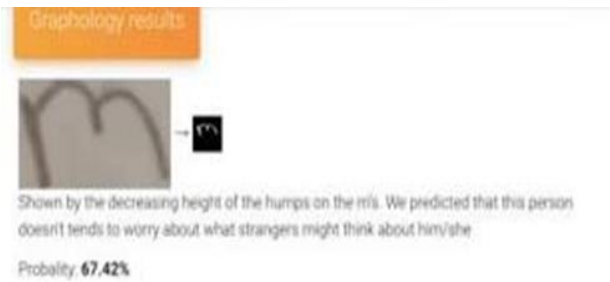 Graphology results
Shown by the decreasing height of the humps on the m's. We predicted that this person
doesn't tends to worry about what strangers might think about him/she
Probality: 67.42%